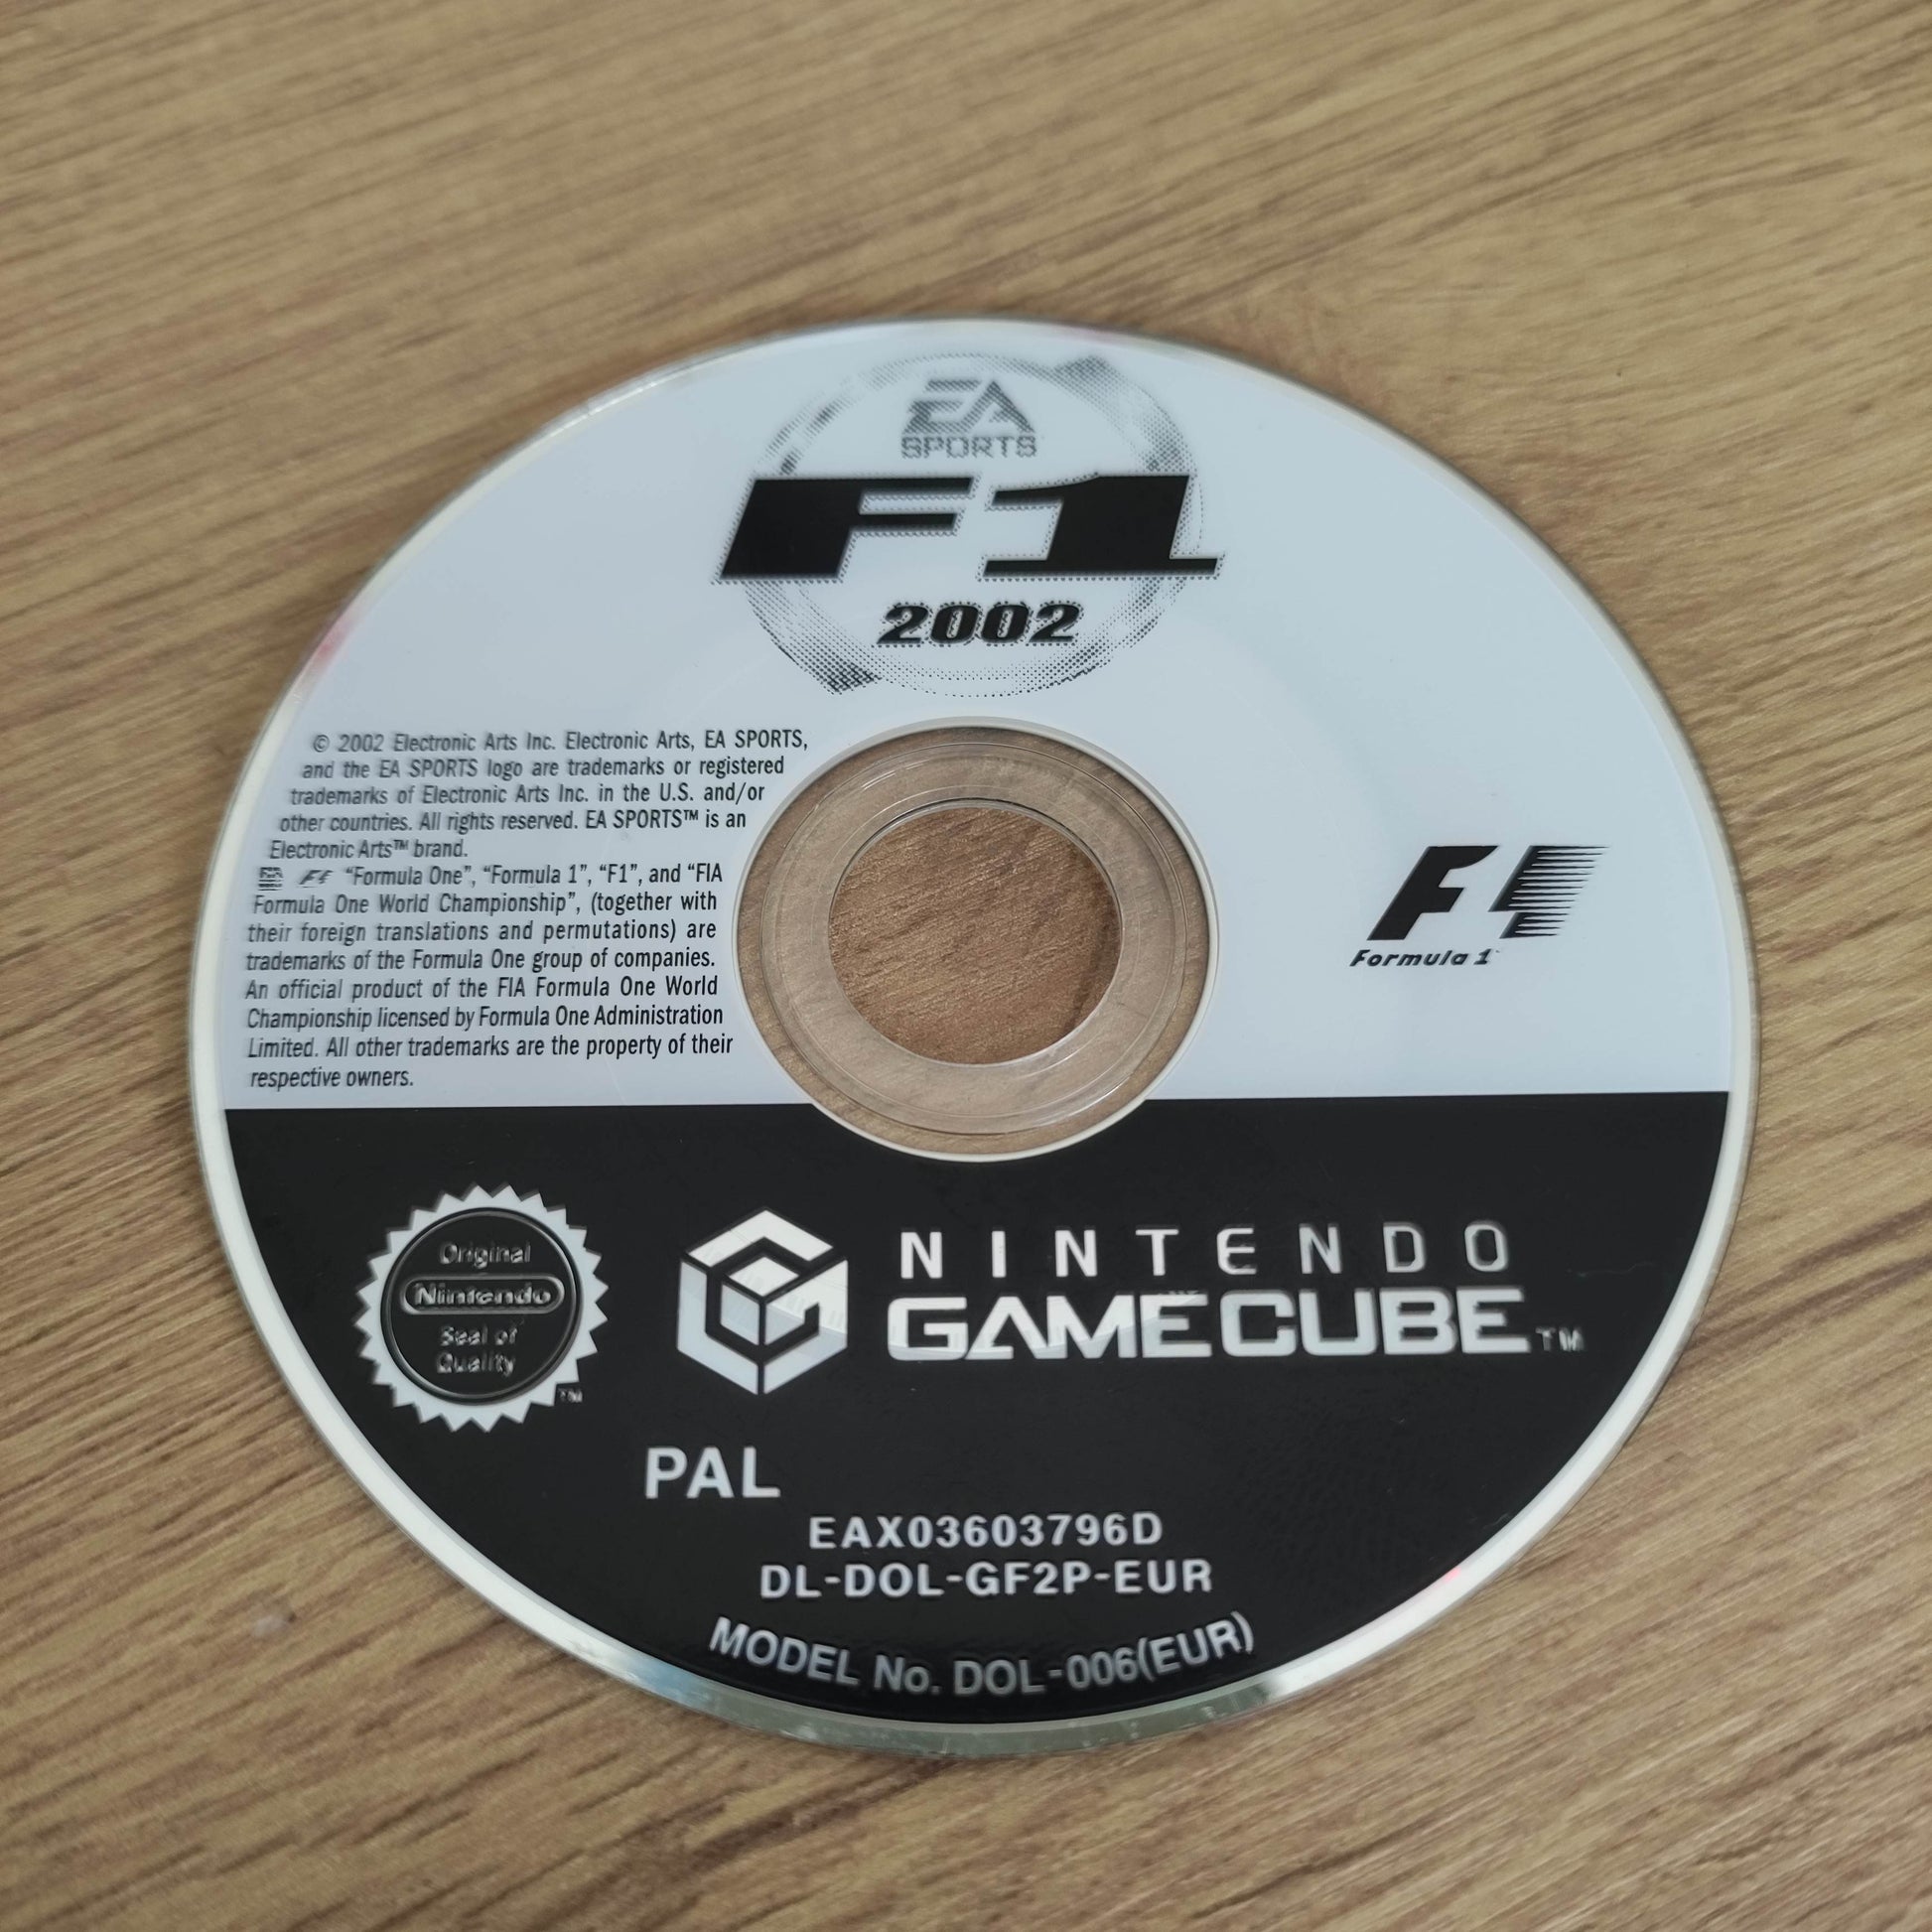 EA
SPORTS
F1
2002
© 2002 Electronic Arts Inc. Electronic Arts, EA SPORTS,
and the EA SPORTS logo are trademarks or registered
trademarks of Electronic Arts Inc. in the U.S. and/or
other countries. All rights reserved. EA SPORTS™ is an
Electronic Arts™ brand.
F1 “Formula One”, “Formula 1”, “F1”, and “FIA
Formula One World Championship”, (together with
their foreign translations and permutations) are
trademarks of the Formula One group of companies.
An official product of the FIA Formula One World
Championship licensed by Formula One Administration
Limited. All other trademarks are the property of their
respective owners.
F1
Formula 1
Original
Nintendo
Seal of
Quality
TM
NINTENDO
GAMECUBE™
PAL
EAX03603796D
DL-DOL-GF2P-EUR
MODEL No. DOL-006(EUR)